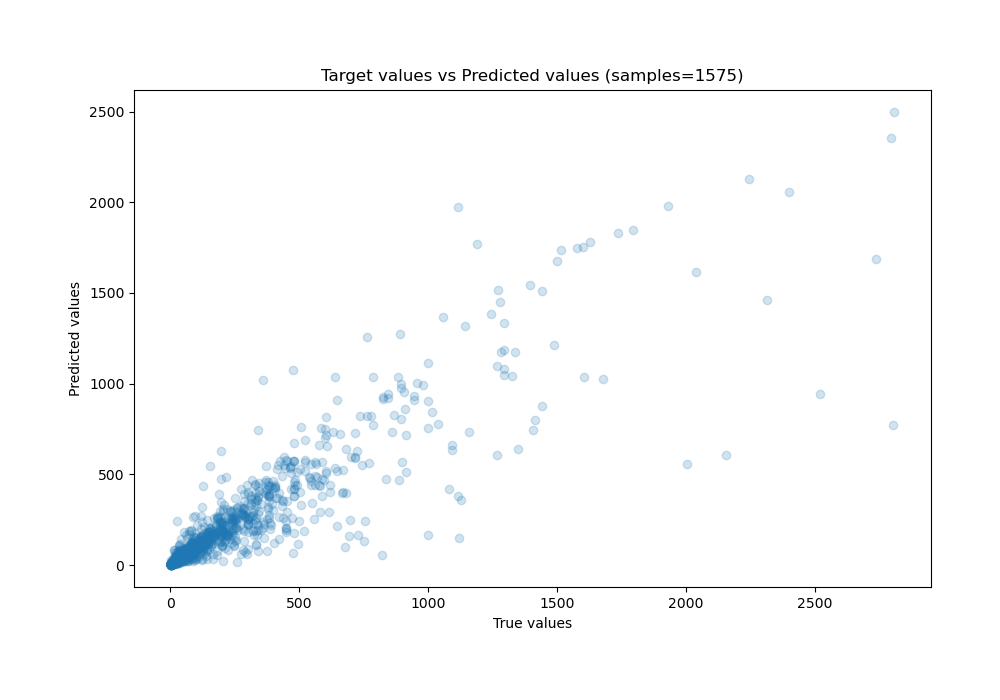 Target values vs Predicted values (samples=1575)
2500
2000
1500
1000
500
0
Predicted values
0 500 1000 1500 2000 2500
True values